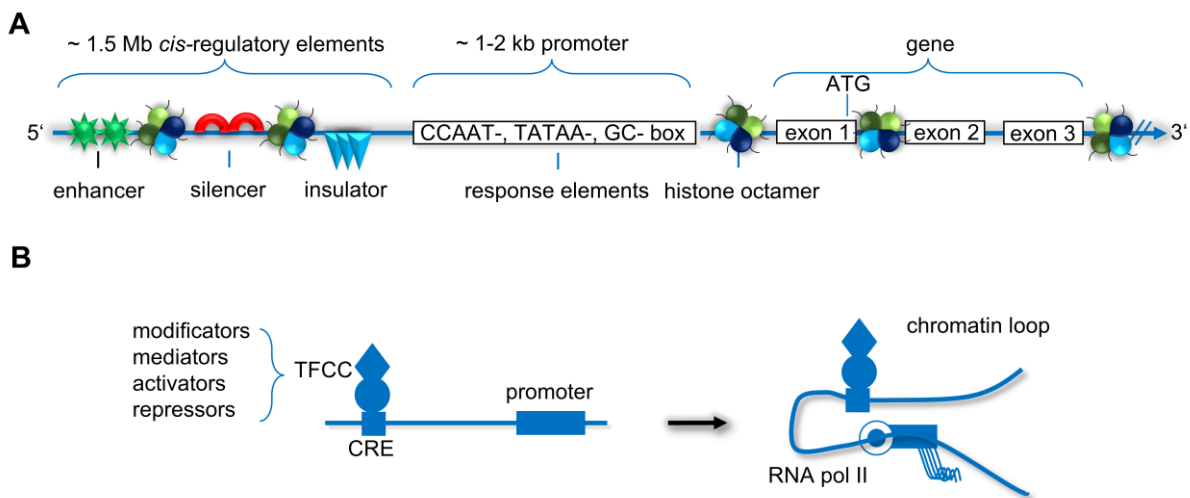 A
~ 1.5 Mb cis-regulatory elements
~ 1-2 kb promoter
gene
ATG
5‘
CCAAT-, TATAA-, GC- box
exon 1
exon 2
exon 3
3‘
enhancer
silencer
insulator
response elements
histone octamer
B
modificators
mediators
activators
repressors
TFCC
CRE
promoter
chromatin loop
RNA pol II